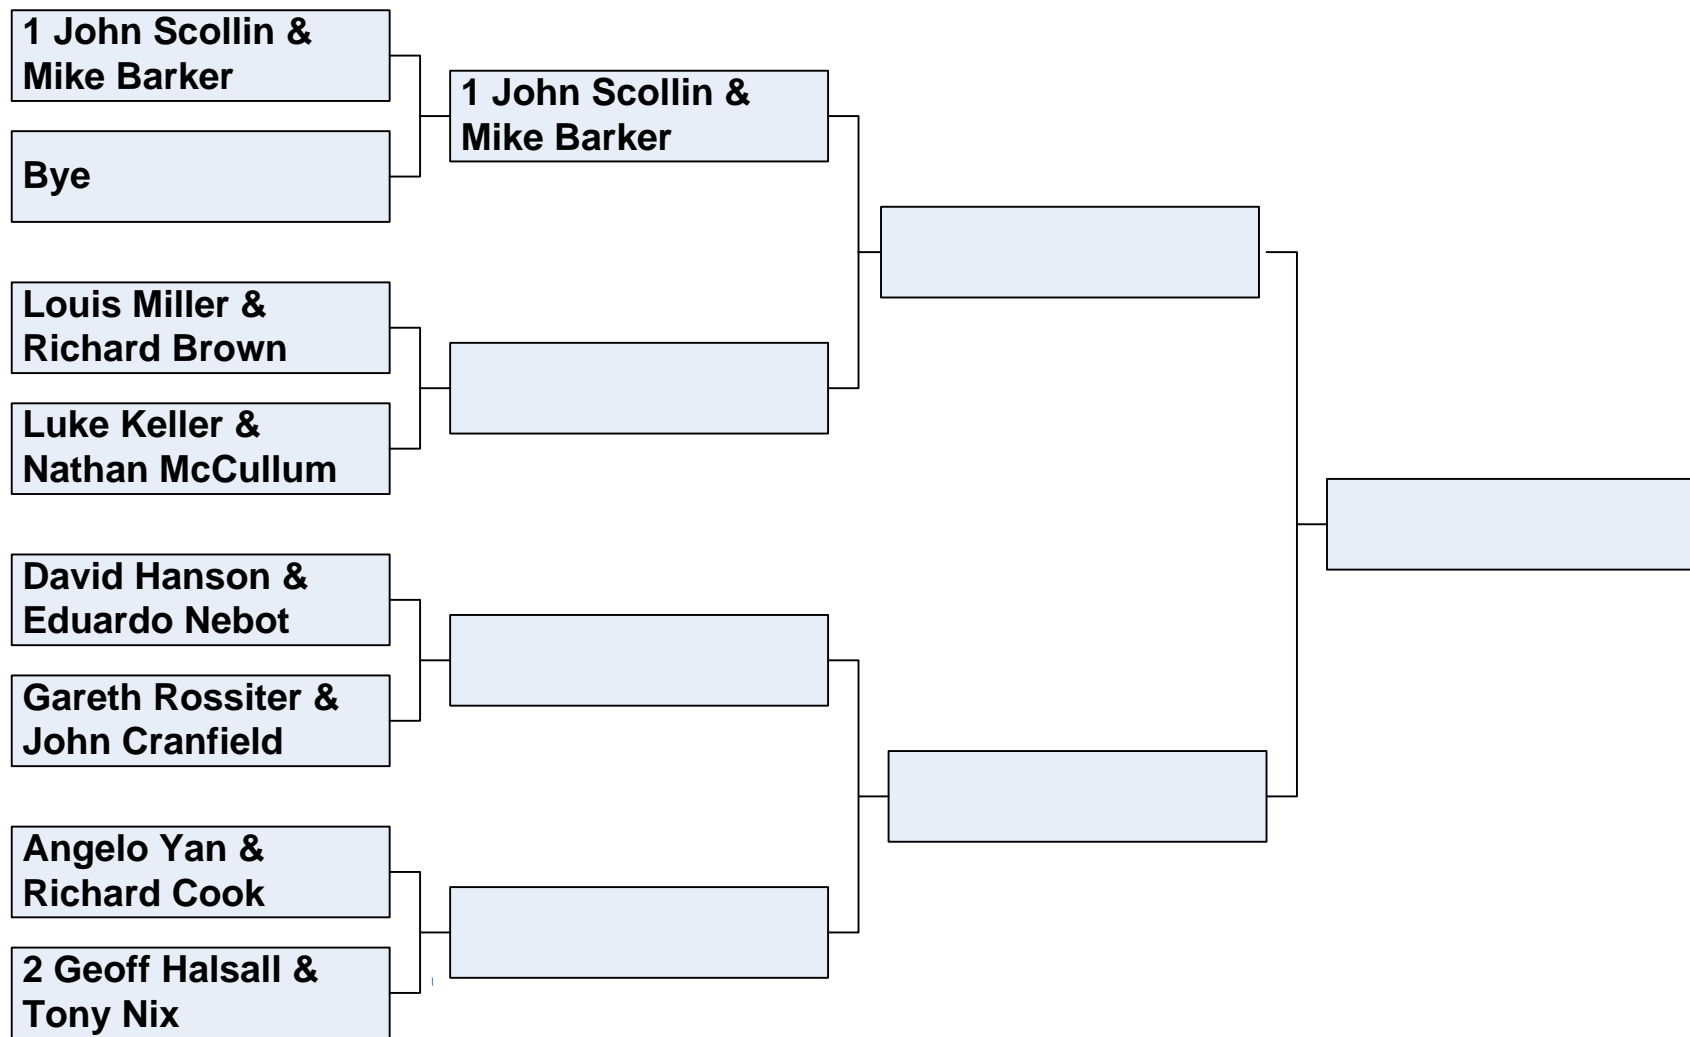 1 John Scollin &
Mike Barker
Bye
Louis Miller &
Richard Brown
Luke Keller &
Nathan McCullum
David Hanson &
Eduardo Nebot
Gareth Rossiter &
John Cranfield
Angelo Yan &
Richard Cook
2 Geoff Halsall &
Tony Nix
1 John Scollin &
Mike Barker